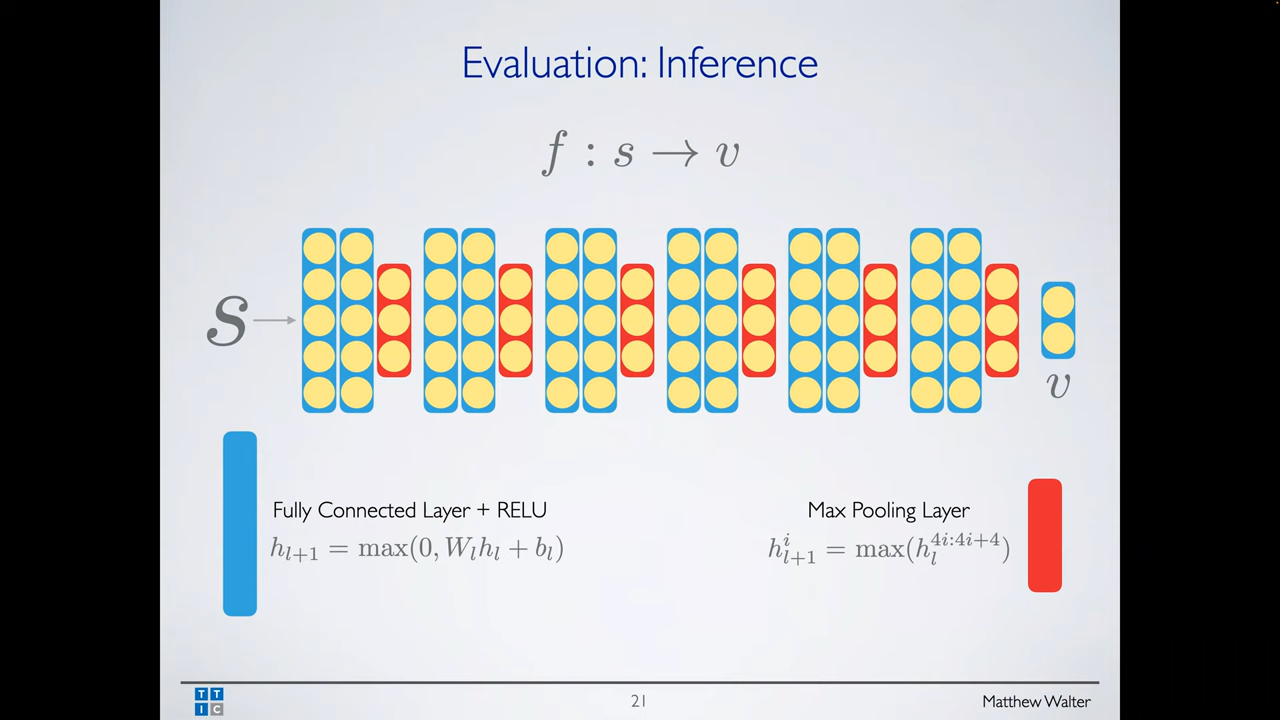 Evaluation: Inference
f : s → v
s
v
Fully Connected Layer + RELU
h_{l+1} = max(0, W_l h_l + b_l)
Max Pooling Layer
h^i_{l+1} = max(h_l^{4i:4i+4})
T T I C
21
Matthew Walter